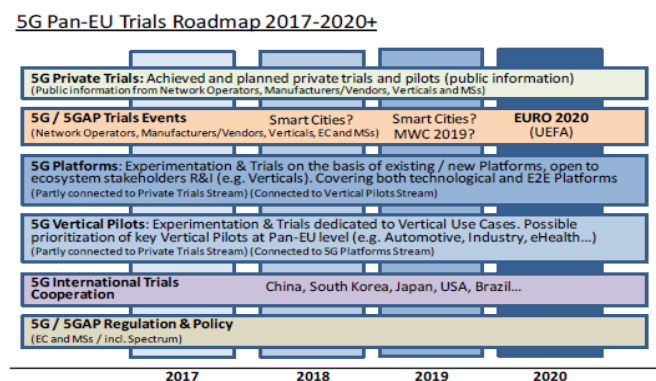 5G Pan-EU Trials Roadmap 2017-2020+
5G Private Trials: Achieved and planned private trials and pilots (public information)
(Public information from Network Operators, Manufacturers/Vendors, Verticals and MSs)
5G / 5GAP Trials Events
(Network Operators, Manufacturers/Vendors, Verticals, EC and MSs)
Smart Cities?
Smart Cities?
MWC 2019?
EURO 2020
(UEFA)
5G Platforms: Experimentation & Trials on the basis of existing / new Platforms, open to
ecosystem stakeholders R&I (e.g. Verticals). Covering both technological and E2E Platforms
(Partly connected to Private Trials Stream) (Connected to Vertical Pilots Stream)
5G Vertical Pilots: Experimentation & Trials dedicated to Vertical Use Cases. Possible
prioritization of key Vertical Pilots at Pan-EU level (e.g. Automotive, Industry, eHealth...)
(Partly connected to Private Trials Stream) (Connected to 5G Platforms Stream)
5G International Trials
Cooperation
China, South Korea, Japan, USA, Brazil...
5G / 5GAP Regulation & Policy
(EC and MSs / incl. Spectrum)
2017
2018
2019
2020